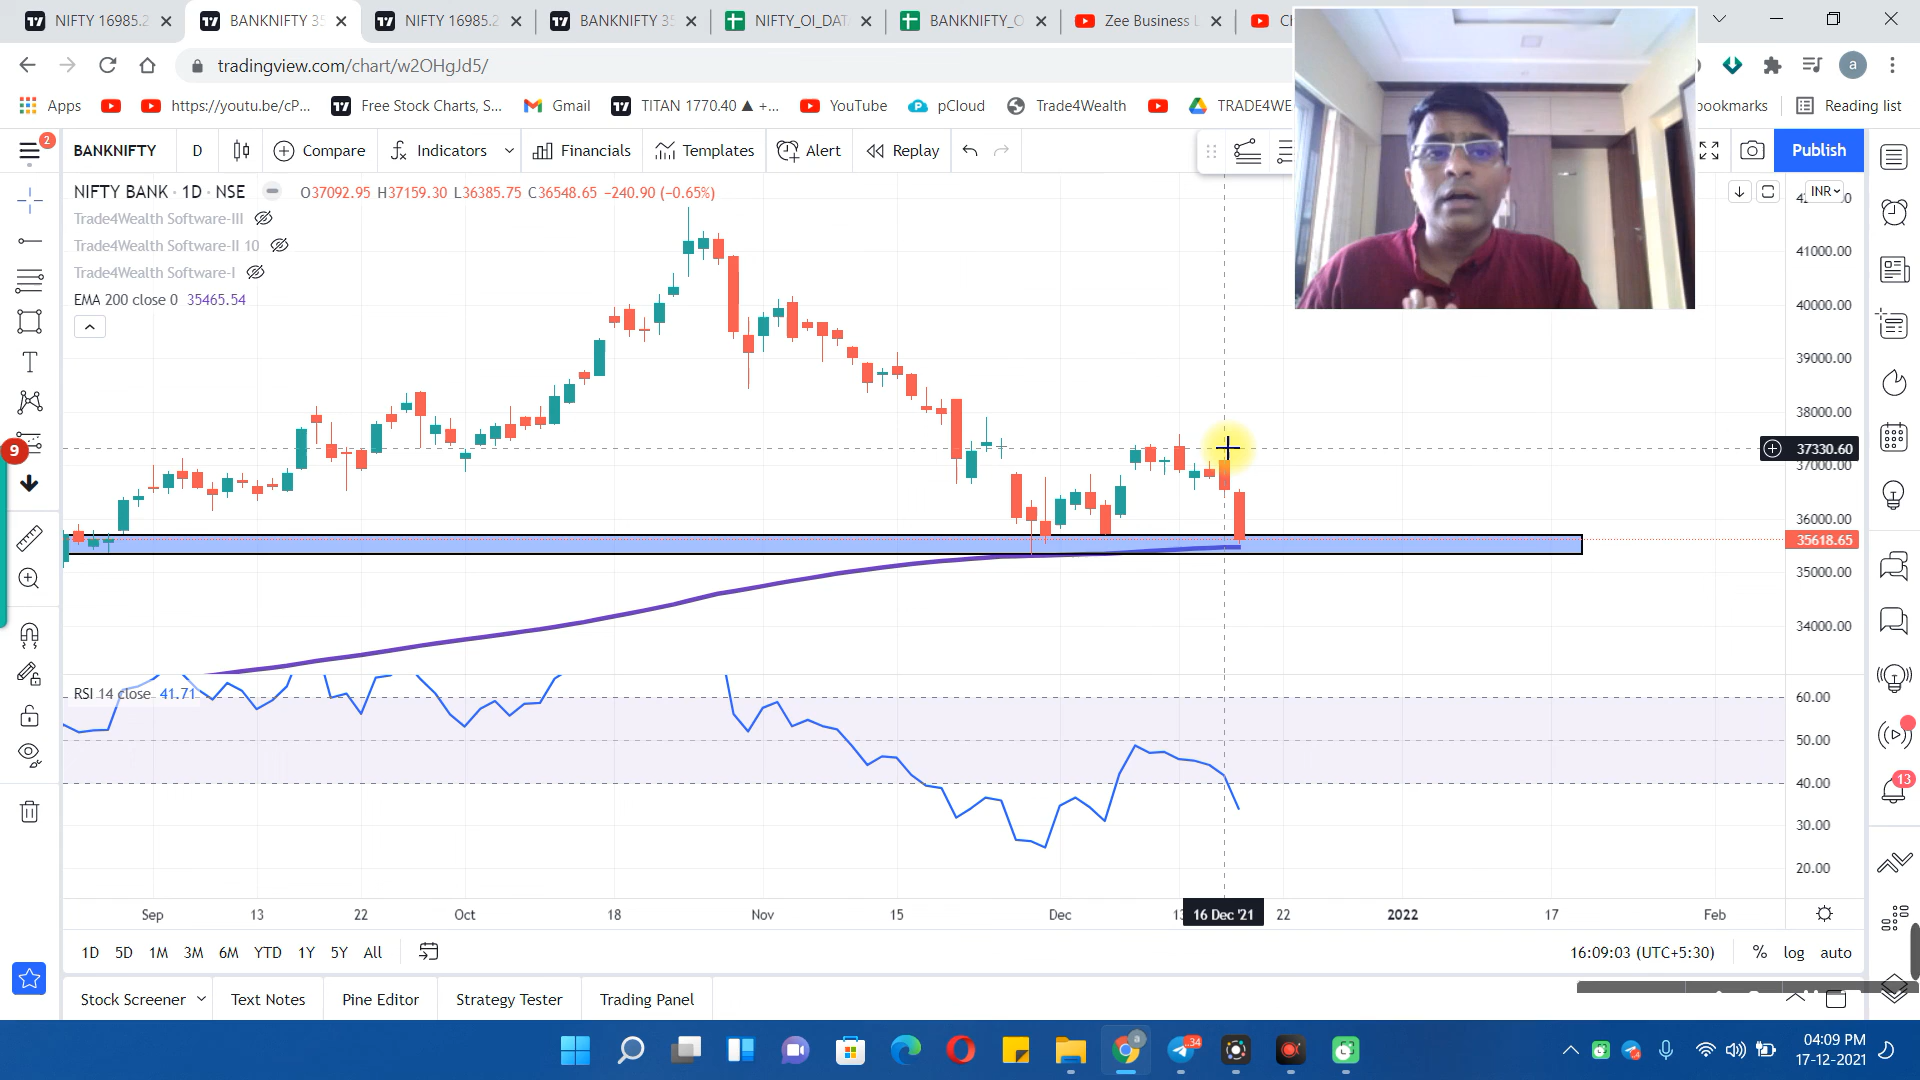 NIFTY 16985.2
BANKNIFTY 35
NIFTY 16985.2
BANKNIFTY 35
NIFTY_OI_DAT
BANKNIFTY_O
Zee Business L
Ch
tradingview.com/chart/w2OHgJd5/
a
Apps
https://youtu.be/cP...
Free Stock Charts, S...
Gmail
TITAN 1770.40 ▲ +...
YouTube
pCloud
Trade4Wealth
TRADE4WE
bookmarks
Reading list
2
BANKNIFTY
D
Compare
Indicators
Financials
Templates
Alert
Replay
Publish
NIFTY BANK · 1D · NSE
O37092.95 H37159.30 L36385.75 C36548.65 −240.90 (−0.65%)
INR
Trade4Wealth Software-III
Trade4Wealth Software-II 10
Trade4Wealth Software-I
EMA 200 close 0 35465.54
41000.00
40000.00
39000.00
38000.00
37330.60
37000.00
36000.00
35618.65
35000.00
34000.00
9
RSI 14 close 41.71
60.00
50.00
40.00
30.00
20.00
13
Sep
13
22
Oct
18
Nov
15
Dec
13
16 Dec '21
22
2022
17
Feb
1D 5D 1M 3M 6M YTD 1Y 5Y All
16:09:03 (UTC+5:30)
% log auto
Stock Screener
Text Notes
Pine Editor
Strategy Tester
Trading Panel
34
04:09 PM
17-12-2021